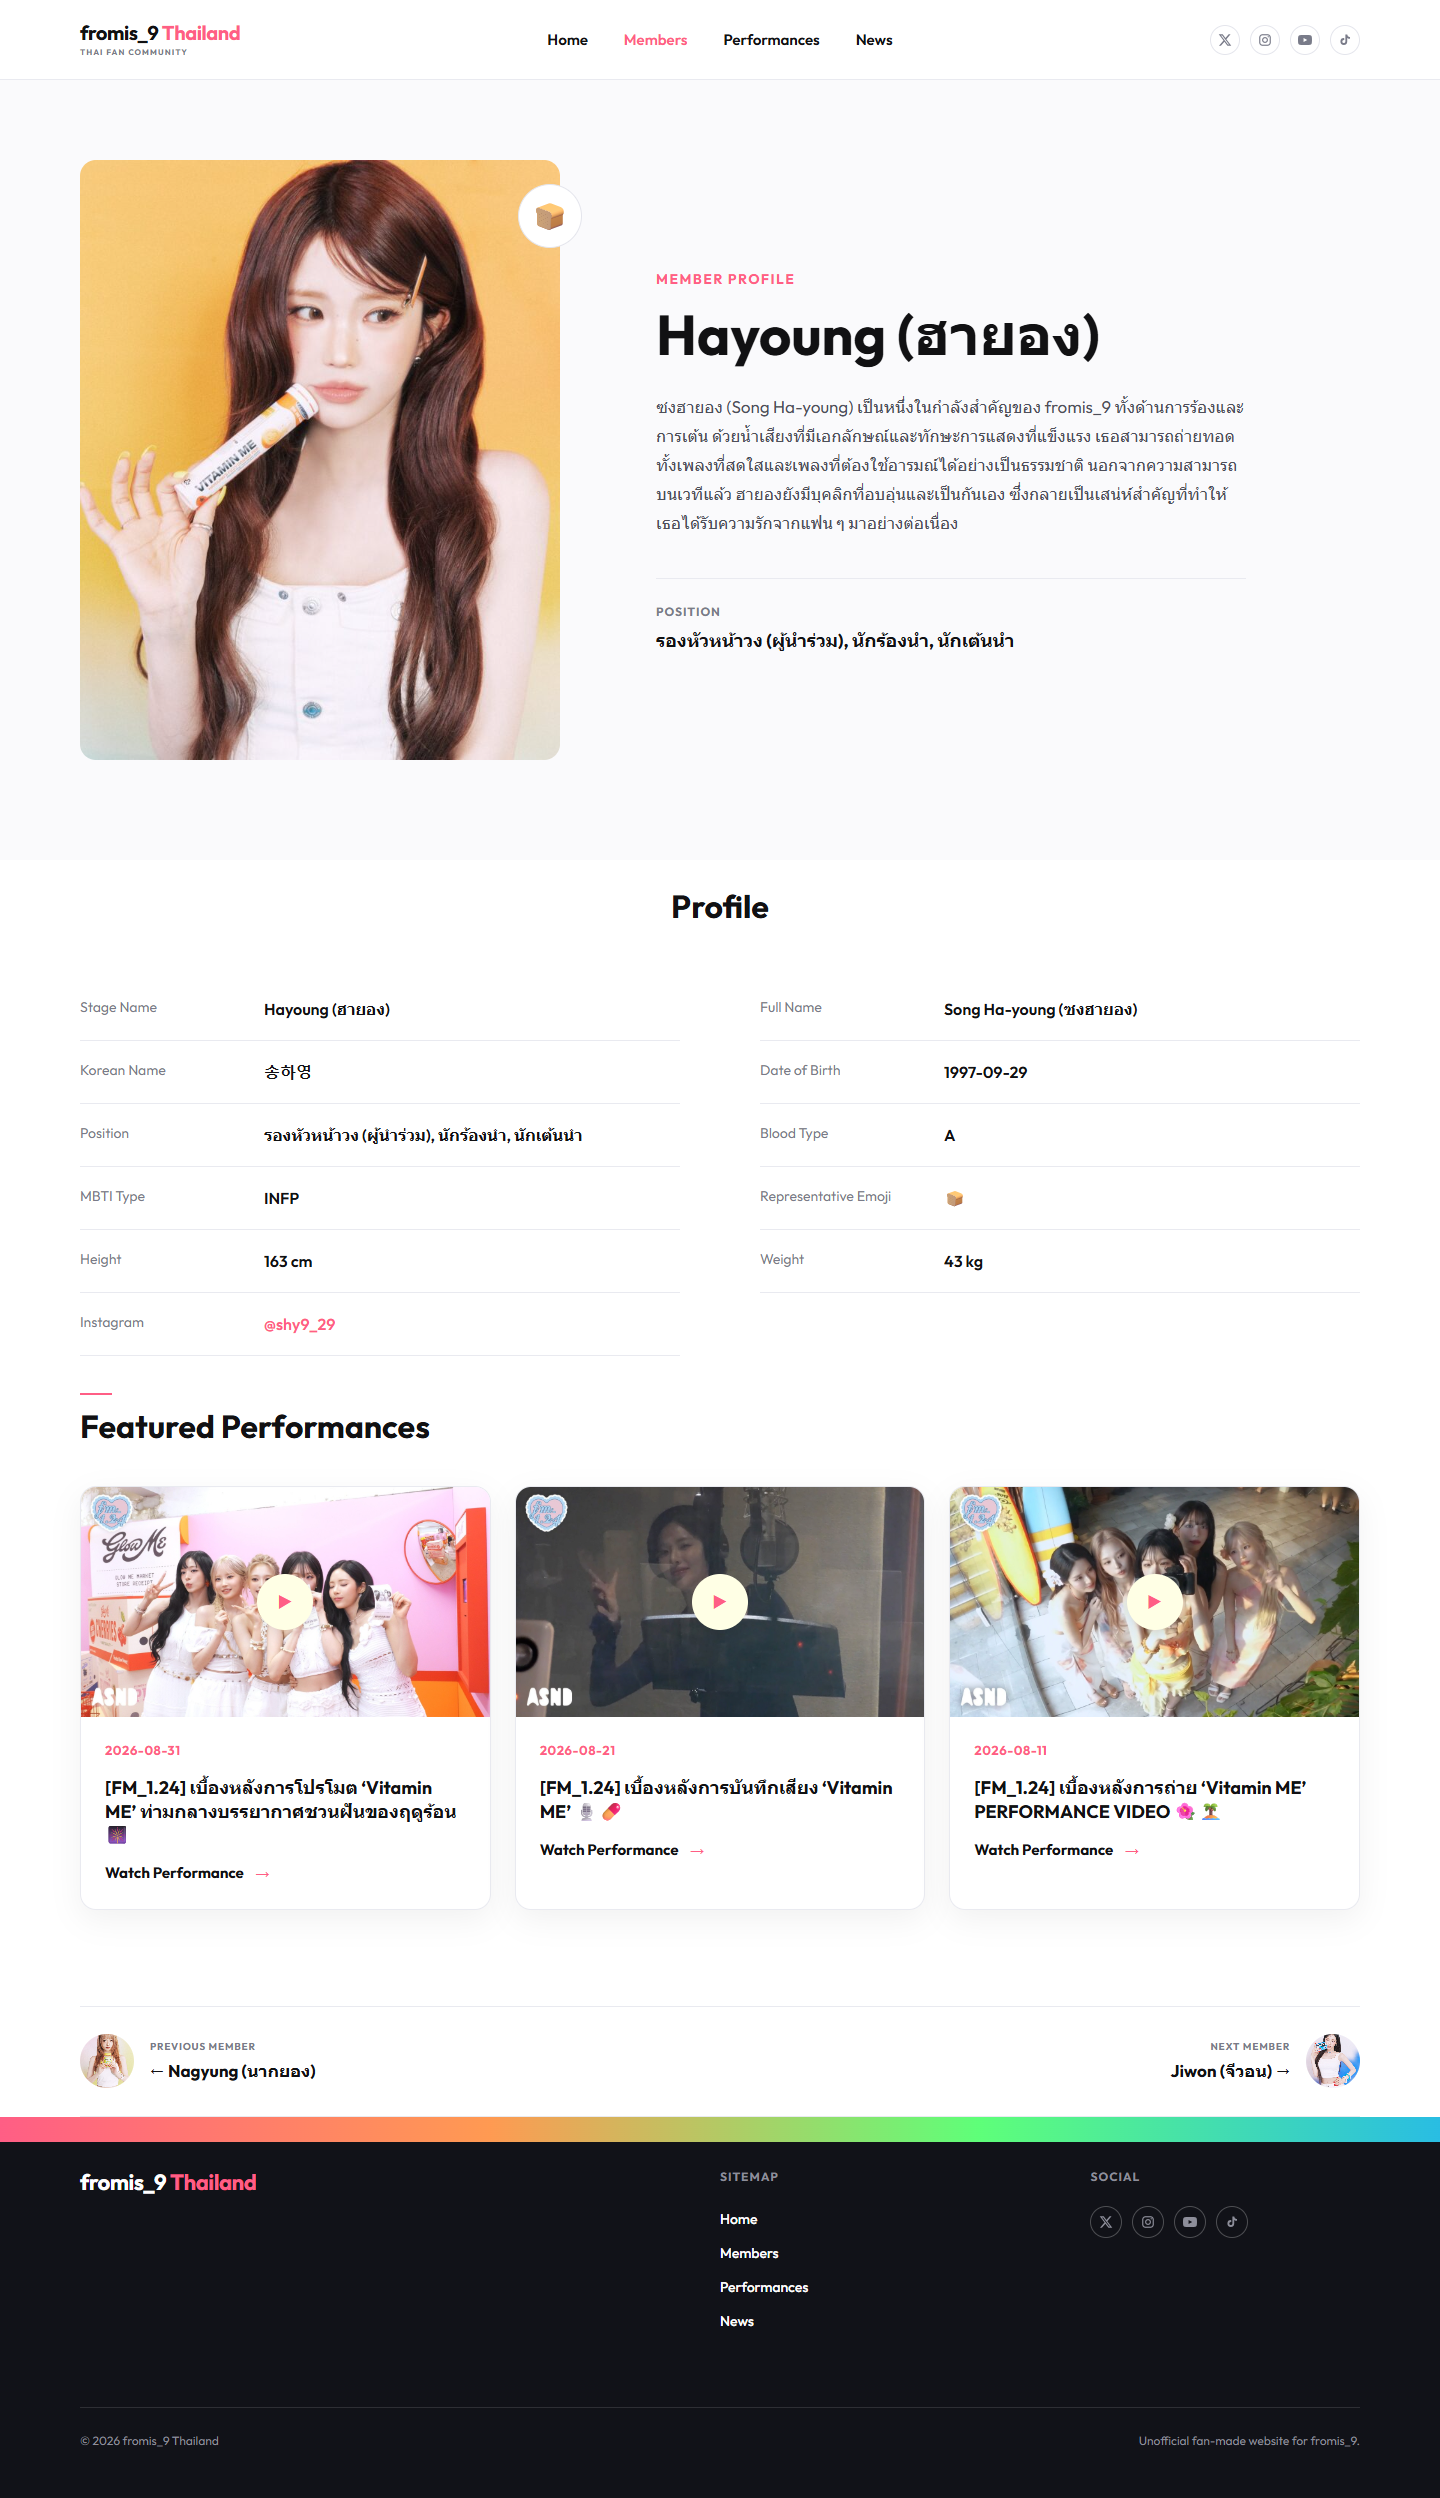 fromis_9 Thailand
THAI FAN COMMUNITY
Home
Members
Performances
News
VITAMIN ME
MEMBER PROFILE
Hayoung (ฮายอง)
ซงฮายอง (Song Ha-young) เป็นหนึ่งในกำลังสำคัญของ fromis_9 ทั้งด้านการร้องและ
การเต้น ด้วยน้ำเสียงที่มีเอกลักษณ์และทักษะการแสดงที่แข็งแรง เธอสามารถถ่ายทอด
ทั้งเพลงที่สดใสและเพลงที่ต้องใช้อารมณ์ได้อย่างเป็นธรรมชาติ นอกจากความสามารถ
บนเวทีแล้ว ฮายองยังมีบุคลิกที่อบอุ่นและเป็นกันเอง ซึ่งกลายเป็นเสน่ห์สำคัญที่ทำให้
เธอได้รับความรักจากแฟน ๆ มาอย่างต่อเนื่อง
POSITION
รองหัวหน้าวง (ผู้นำร่วม), นักร้องนำ, นักเต้นนำ
Profile
Stage Name
Hayoung (ฮายอง)
Full Name
Song Ha-young (ซงฮายอง)
Korean Name
송하영
Date of Birth
1997-09-29
Position
รองหัวหน้าวง (ผู้นำร่วม), นักร้องนำ, นักเต้นนำ
Blood Type
A
MBTI Type
INFP
Representative Emoji
📦
Height
163 cm
Weight
43 kg
Instagram
@shy9_29
Featured Performances
Glow ME
GLOW ME MARKET
STORE RECEIPT
CHERRIES
ASND
ASND
ASND
2026-08-31
[FM_1.24] เบื้องหลังการโปรโมต ‘Vitamin
ME’ ท่ามกลางบรรยากาศชวนฝันของฤดูร้อน
🎆
Watch Performance →
2026-08-21
[FM_1.24] เบื้องหลังการบันทึกเสียง ‘Vitamin
ME’ 🎙️ 💊
Watch Performance →
2026-08-11
[FM_1.24] เบื้องหลังการถ่าย ‘Vitamin ME’
PERFORMANCE VIDEO 🌺 🏝️
Watch Performance →
PREVIOUS MEMBER
← Nagyung (นากยอง)
NEXT MEMBER
Jiwon (จีวอน) →
fromis_9 Thailand
SITEMAP
Home
Members
Performances
News
SOCIAL
© 2026 fromis_9 Thailand
Unofficial fan-made website for fromis_9.